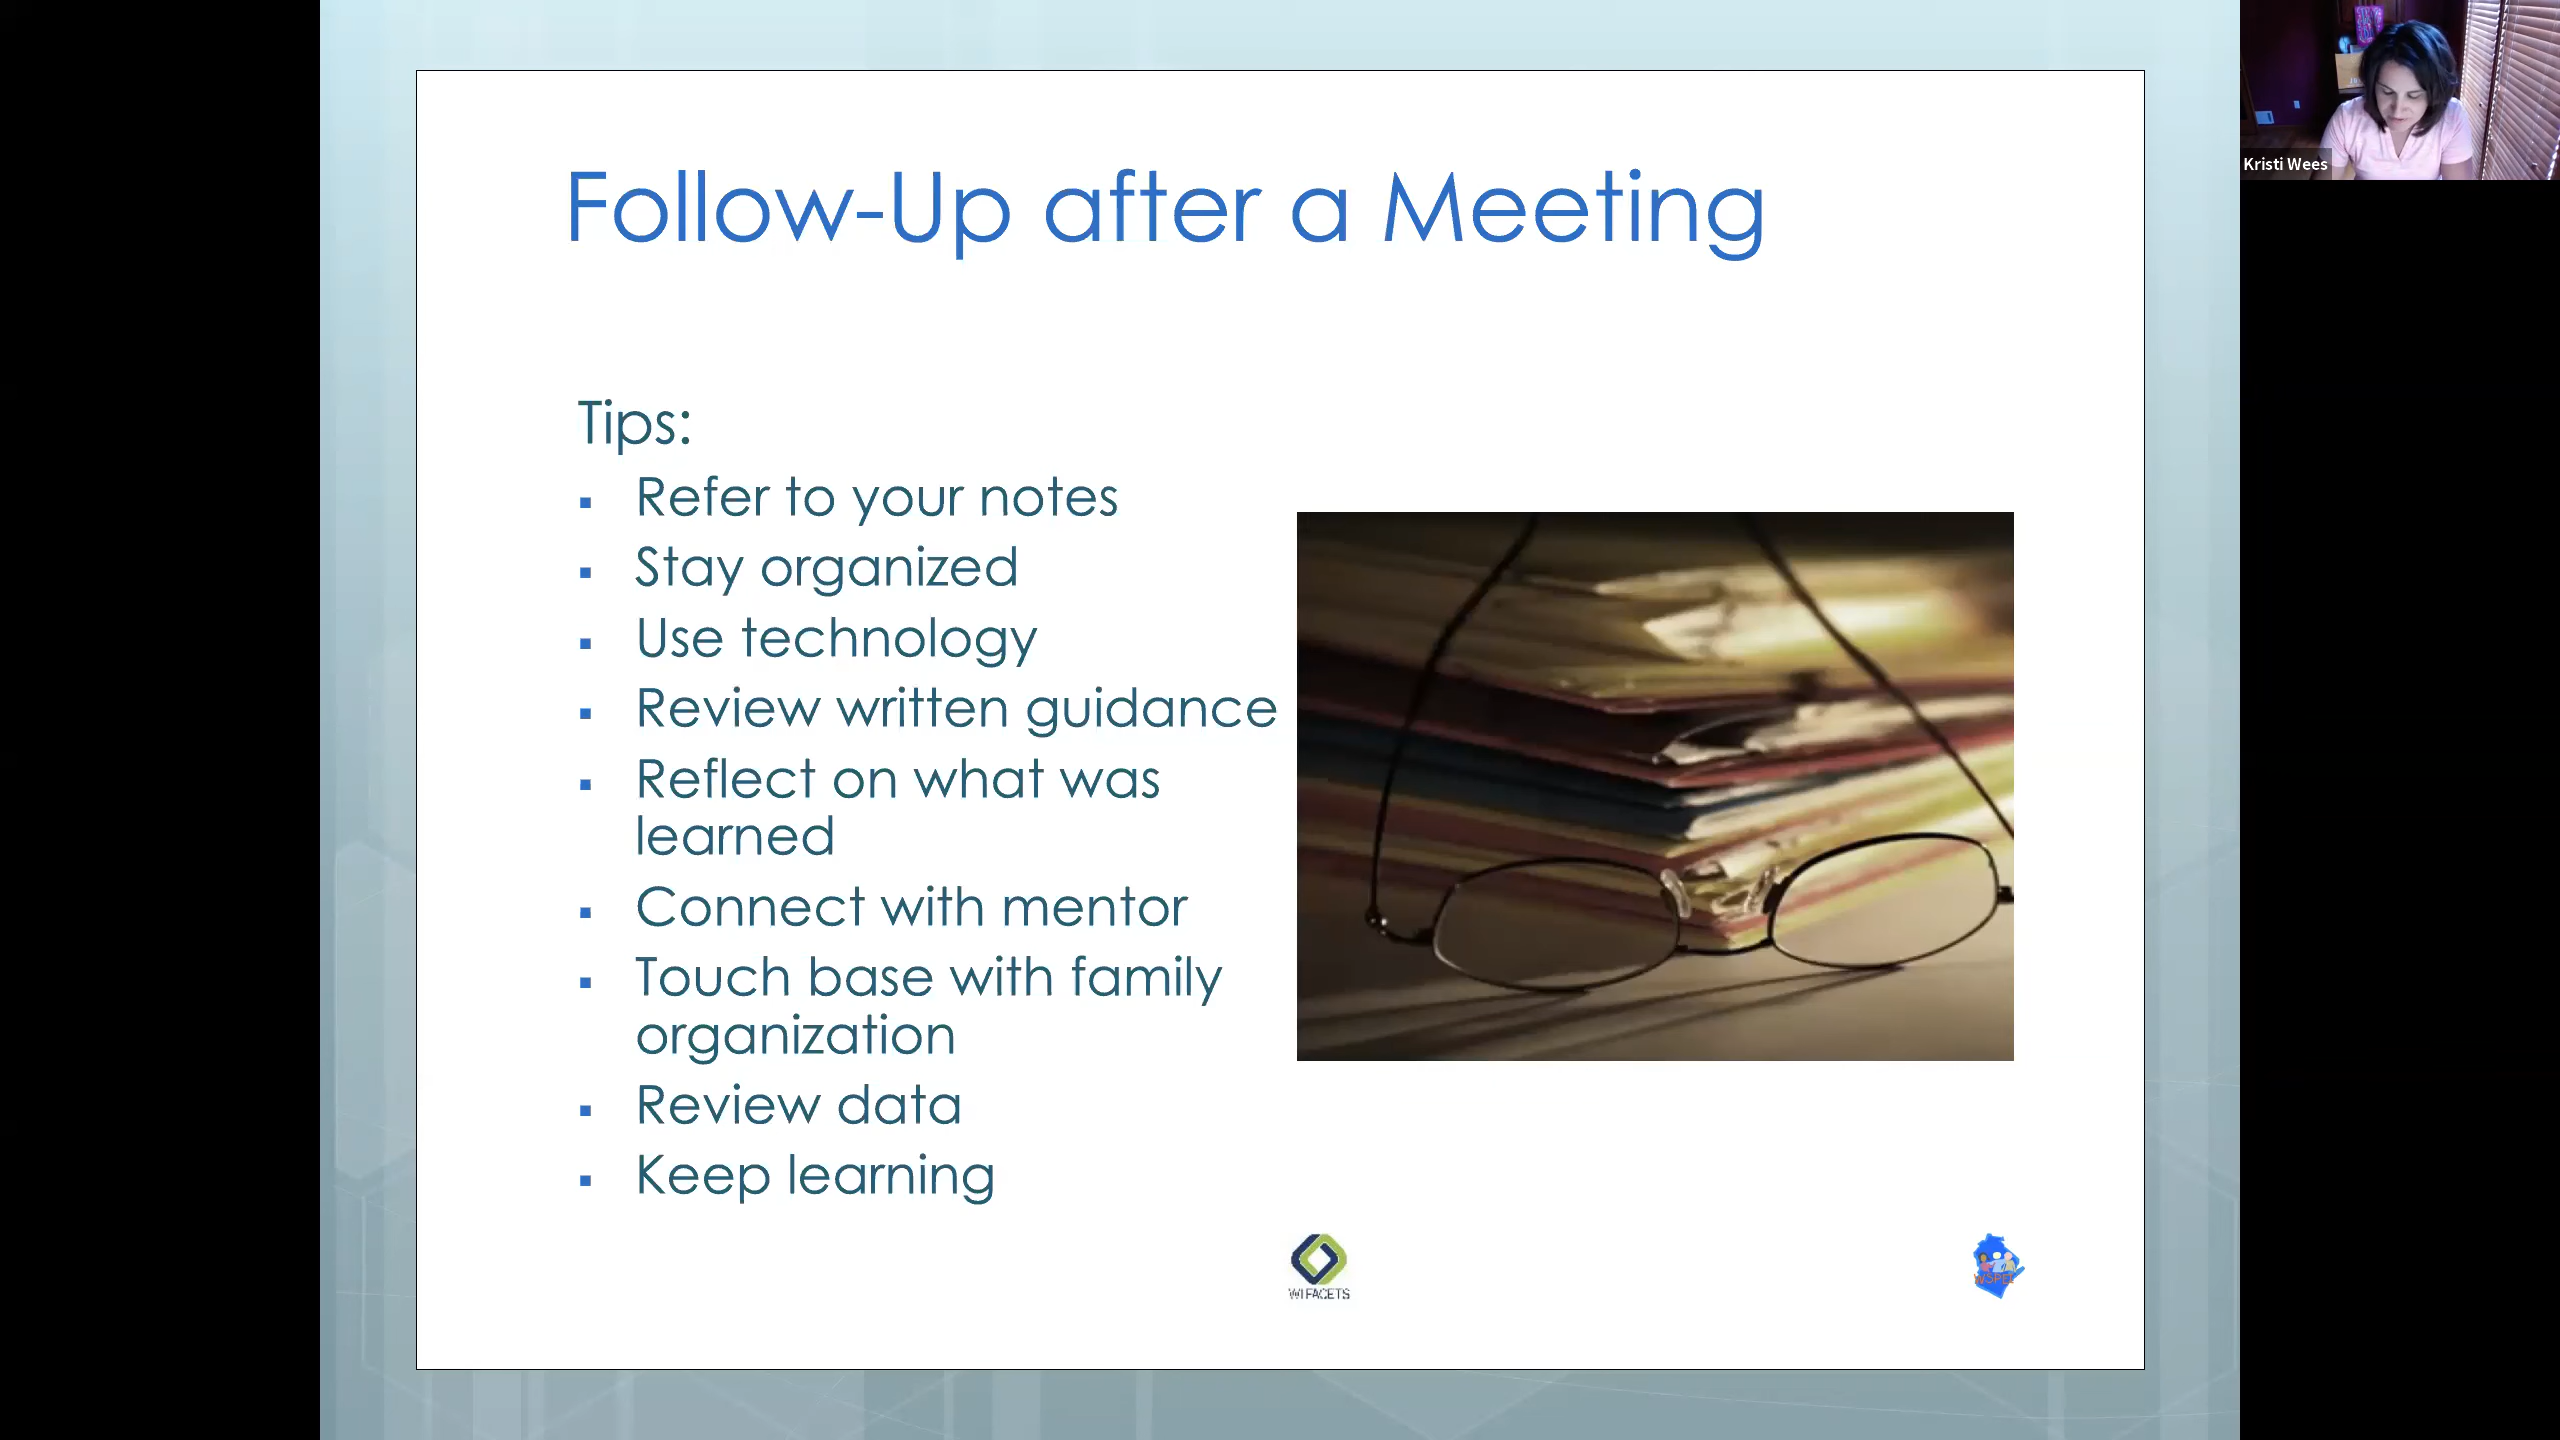 Follow-Up after a Meeting
Tips:
▪ Refer to your notes
▪ Stay organized
▪ Use technology
▪ Review written guidance
▪ Reflect on what was
learned
▪ Connect with mentor
▪ Touch base with family
organization
▪ Review data
▪ Keep learning
WI FACETS
WSPEI
Kristi Wees